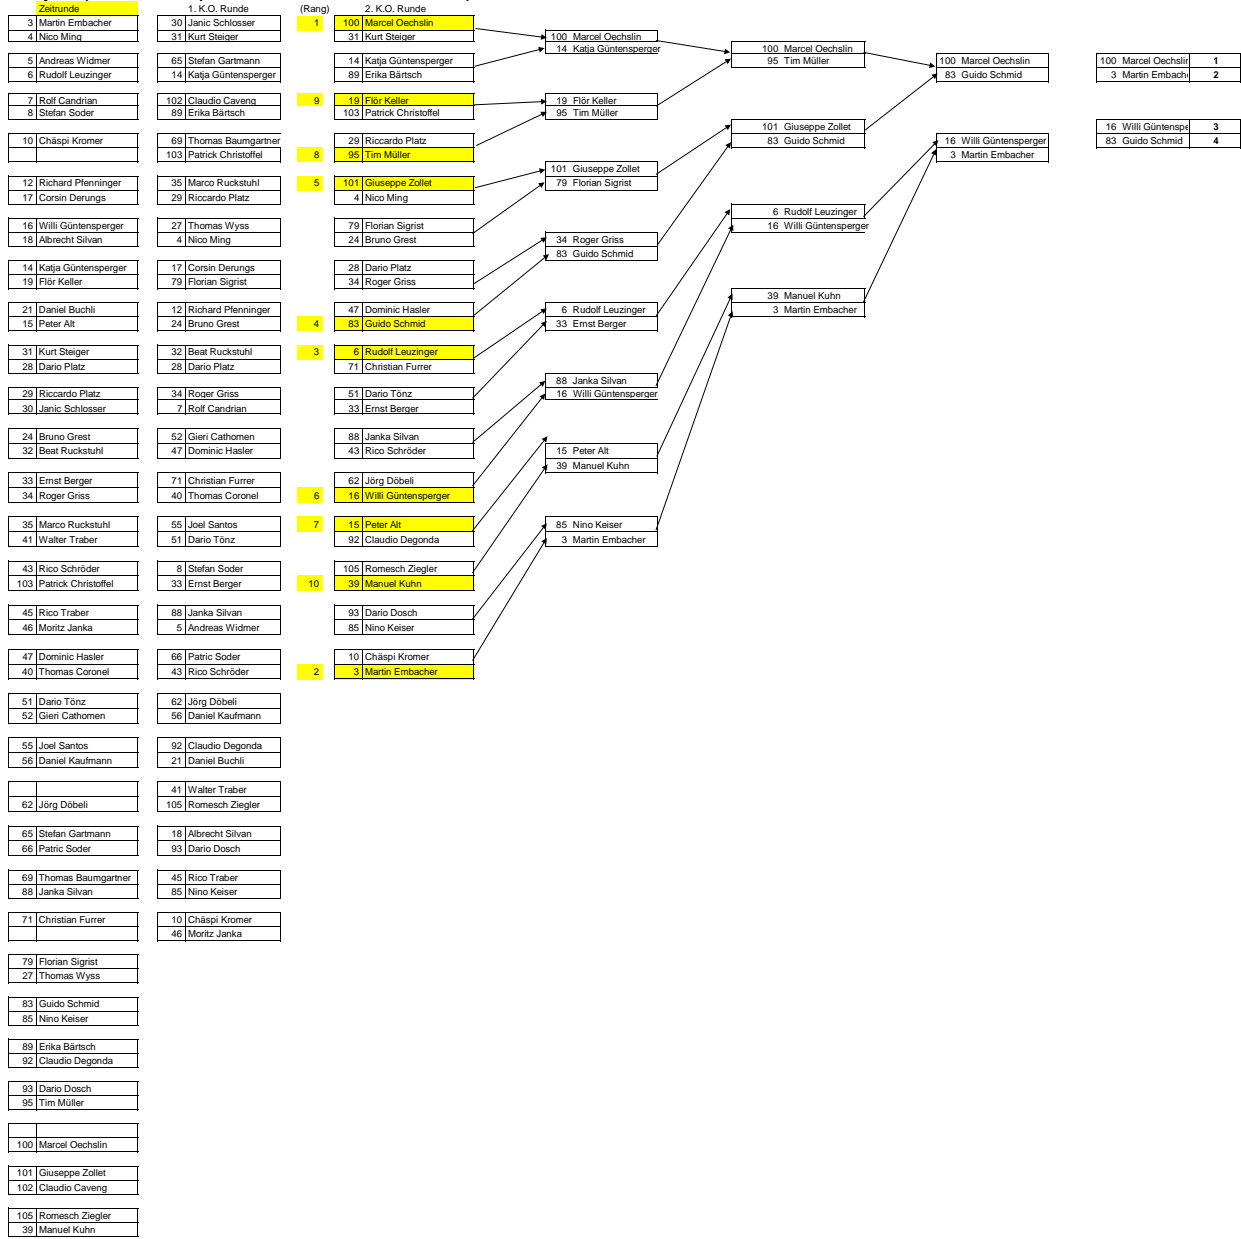 Zeitrunde
3 Martin Embacher
4 Nico Ming
5 Andreas Widmer
6 Rudolf Leuzinger
7 Rolf Candrian
8 Stefan Soder
10 Chäspi Kromer
12 Richard Pfenninger
17 Corsin Derungs
16 Willi Güntensperger
18 Albrecht Silvan
14 Katja Güntensperger
19 Flör Keller
21 Daniel Buchli
15 Peter Alt
31 Kurt Steiger
28 Dario Platz
29 Riccardo Platz
30 Janic Schlosser
24 Bruno Grest
32 Beat Ruckstuhl
33 Ernst Berger
34 Roger Griss
35 Marco Ruckstuhl
41 Walter Traber
43 Rico Schröder
103 Patrick Christoffel
45 Rico Traber
46 Moritz Janka
47 Dominic Hasler
40 Thomas Coronel
51 Dario Tönz
52 Gieri Cathomen
55 Joel Santos
56 Daniel Kaufmann
62 Jörg Döbeli
65 Stefan Gartmann
66 Patric Soder
69 Thomas Baumgartner
88 Janka Silvan
71 Christian Furrer
79 Florian Sigrist
27 Thomas Wyss
83 Guido Schmid
85 Nino Keiser
89 Erika Bärtsch
92 Claudio Degonda
93 Dario Dosch
95 Tim Müller
100 Marcel Oechslin
101 Giuseppe Zollet
102 Claudio Caveng
105 Romesch Ziegler
39 Manuel Kuhn
1. K.O. Runde
30 Janic Schlosser
31 Kurt Steiger
65 Stefan Gartmann
14 Katja Güntensperger
102 Claudio Caveng
89 Erika Bärtsch
69 Thomas Baumgartner
103 Patrick Christoffel
35 Marco Ruckstuhl
29 Riccardo Platz
27 Thomas Wyss
4 Nico Ming
17 Corsin Derungs
79 Florian Sigrist
12 Richard Pfenninger
24 Bruno Grest
32 Beat Ruckstuhl
28 Dario Platz
34 Roger Griss
7 Rolf Candrian
52 Gieri Cathomen
47 Dominic Hasler
71 Christian Furrer
40 Thomas Coronel
55 Joel Santos
51 Dario Tönz
8 Stefan Soder
33 Ernst Berger
88 Janka Silvan
5 Andreas Widmer
66 Patric Soder
43 Rico Schröder
62 Jörg Döbeli
56 Daniel Kaufmann
92 Claudio Degonda
21 Daniel Buchli
41 Walter Traber
105 Romesch Ziegler
18 Albrecht Silvan
93 Dario Dosch
45 Rico Traber
85 Nino Keiser
10 Chäspi Kromer
46 Moritz Janka
(Rang) 2. K.O. Runde
1 100 Marcel Oechslin
31 Kurt Steiger
14 Katja Güntensperger
89 Erika Bärtsch
9 19 Flör Keller
103 Patrick Christoffel
29 Riccardo Platz
8 95 Tim Müller
5 101 Giuseppe Zollet
4 Nico Ming
79 Florian Sigrist
24 Bruno Grest
28 Dario Platz
34 Roger Griss
47 Dominic Hasler
4 83 Guido Schmid
3 6 Rudolf Leuzinger
71 Christian Furrer
51 Dario Tönz
33 Ernst Berger
88 Janka Silvan
43 Rico Schröder
62 Jörg Döbeli
6 16 Willi Güntensperger
7 15 Peter Alt
92 Claudio Degonda
105 Romesch Ziegler
10 39 Manuel Kuhn
93 Dario Dosch
85 Nino Keiser
10 Chäspi Kromer
2 3 Martin Embacher
100 Marcel Oechslin
14 Katja Güntensperger
19 Flör Keller
95 Tim Müller
101 Giuseppe Zollet
79 Florian Sigrist
34 Roger Griss
83 Guido Schmid
6 Rudolf Leuzinger
33 Ernst Berger
88 Janka Silvan
16 Willi Güntensperger
15 Peter Alt
39 Manuel Kuhn
85 Nino Keiser
3 Martin Embacher
100 Marcel Oechslin
95 Tim Müller
101 Giuseppe Zollet
83 Guido Schmid
6 Rudolf Leuzinger
16 Willi Güntensperger
39 Manuel Kuhn
3 Martin Embacher
100 Marcel Oechslin
83 Guido Schmid
16 Willi Güntensperger
3 Martin Embacher
100 Marcel Oechslin 1
3 Martin Embach 2
16 Willi Güntenspe 3
83 Guido Schmid 4